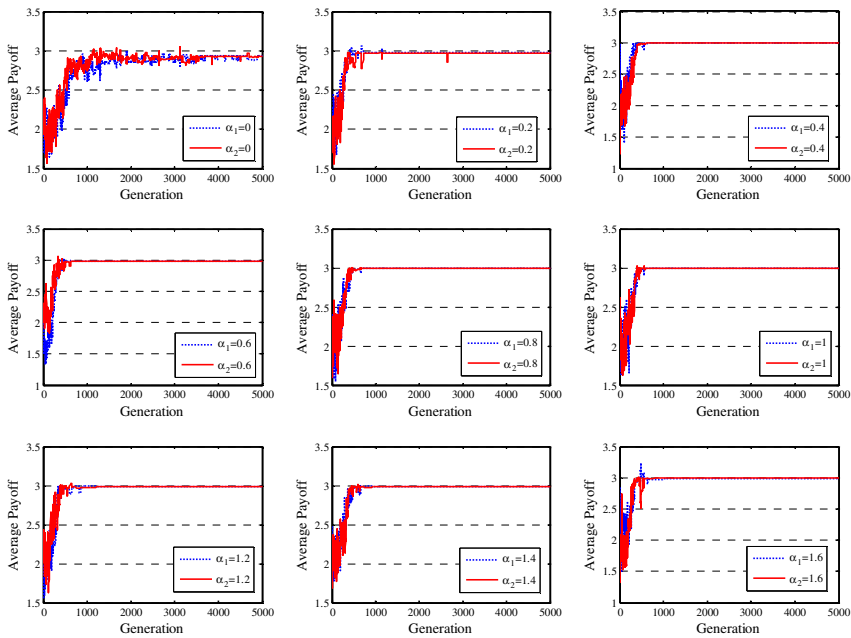 3.5
3
2.5
2
1.5
0 1000 2000 3000 4000 5000
Average Payoff
Generation
α1=0
α2=0
3.5
3
2.5
2
1.5
0 1000 2000 3000 4000 5000
Average Payoff
Generation
α1=0.2
α2=0.2
3.5
3
2.5
2
1.5
1
0 1000 2000 3000 4000 5000
Average Payoff
Generation
α1=0.4
α2=0.4
3.5
3
2.5
2
1.5
1
0 1000 2000 3000 4000 5000
Average Payoff
Generation
α1=0.6
α2=0.6
3.5
3
2.5
2
1.5
0 1000 2000 3000 4000 5000
Average Payoff
Generation
α1=0.8
α2=0.8
3.5
3
2.5
2
1.5
0 1000 2000 3000 4000 5000
Average Payoff
Generation
α1=1
α2=1
3.5
3
2.5
2
1.5
0 1000 2000 3000 4000 5000
Average Payoff
Generation
α1=1.2
α2=1.2
3.5
3
2.5
2
1.5
0 1000 2000 3000 4000 5000
Average Payoff
Generation
α1=1.4
α2=1.4
3.5
3
2.5
2
1.5
1
0 1000 2000 3000 4000 5000
Average Payoff
Generation
α1=1.6
α2=1.6